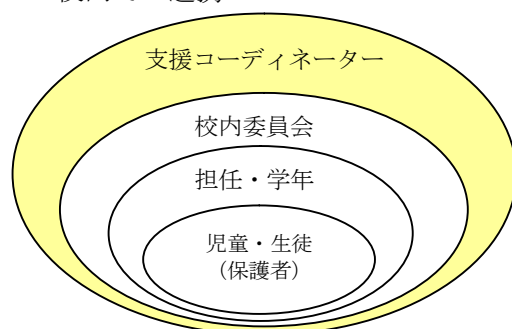 支援コーディネーター
校内委員会
担任・学年
児童・生徒
（保護者）